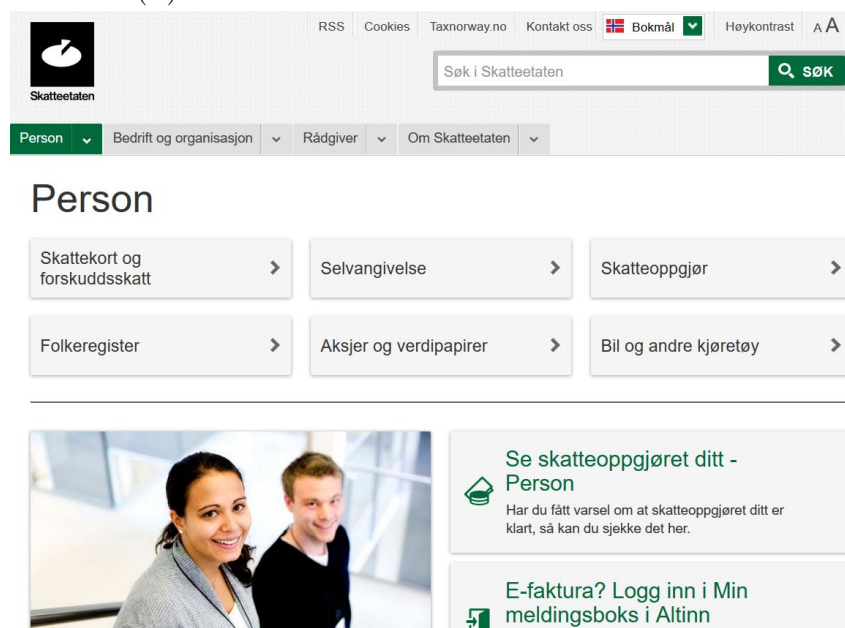 RSS Cookies Taxnorway.no Kontakt oss Bokmål Høykontrast A A
Skatteetaten
Søk i Skatteetaten SØK
Person Bedrift og organisasjon Rådgiver Om Skatteetaten
Person
Skattekort og
forskuddsskatt
Selvangivelse
Skatteoppgjør
Folkeregister
Aksjer og verdipapirer
Bil og andre kjøretøy
Se skatteoppgjøret ditt -
Person
Har du fått varsel om at skatteoppgjøret ditt er
klart, så kan du sjekke det her.
E-faktura? Logg inn i Min
meldingsboks i Altinn